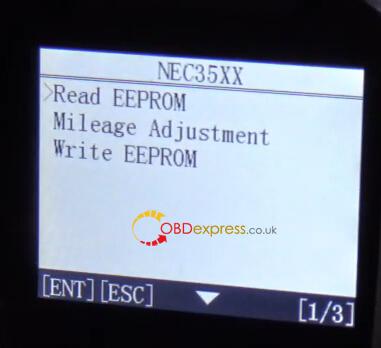 NEC35XX
>Read EEPROM
Mileage Adjustment
Write EEPROM
OBDexpress.co.uk
[ENT][ESC]
[1/3]